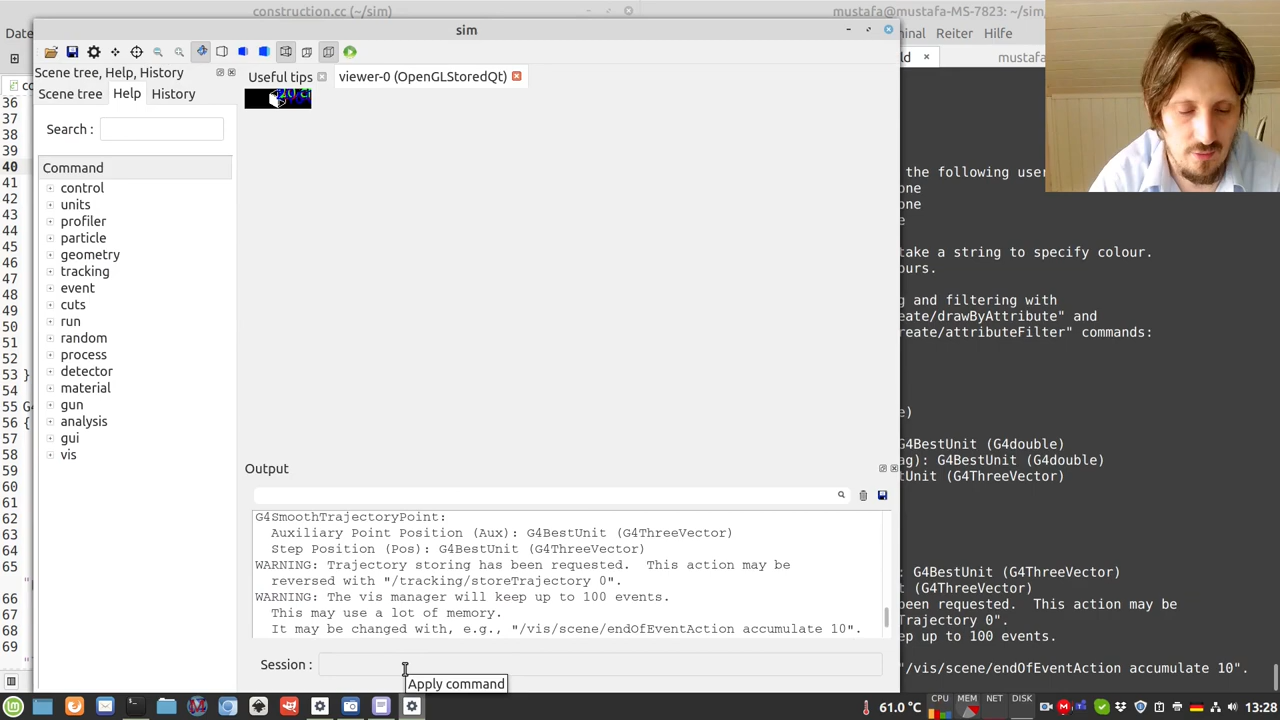 construction.cc (~/sim)
mustafa@mustafa-MS-7823: ~/sim
sim
Date
Reiter
Hilfe
Scene tree, Help, History
Useful tips
viewer-0 (OpenGLStoredQt)
mustafa
Scene tree
Help
History
Search :
Command
control
units
profiler
particle
geometry
tracking
event
cuts
run
random
process
detector
material
gun
analysis
gui
vis
36
37
38
39
40
41
42
43
44
45
46
47
48
49
50
51
52
53 }
54
55 G
56 {
57
58
59
60
61
62
63
64
65
66
67
68
69
the following use
one
one
take a string to specify colour.
ours.
g and filtering with
eate/drawByAttribute" and
reate/attributeFilter" commands:
G4BestUnit (G4double)
ag): G4BestUnit (G4double)
tUnit (G4ThreeVector)
: G4BestUnit (G4ThreeVector)
t (G4ThreeVector)
been requested.  This action may be
Trajectory 0".
ep up to 100 events.
"/vis/scene/endOfEventAction accumulate 10".
Output
G4SmoothTrajectoryPoint:
Auxiliary Point Position (Aux): G4BestUnit (G4ThreeVector)
Step Position (Pos): G4BestUnit (G4ThreeVector)
WARNING: Trajectory storing has been requested.  This action may be
reversed with "/tracking/storeTrajectory 0".
WARNING: The vis manager will keep up to 100 events.
This may use a lot of memory.
It may be changed with, e.g., "/vis/scene/endOfEventAction accumulate 10".
Session :
Apply command
61.0 °C
CPU
MEM
NET
DISK
13:28